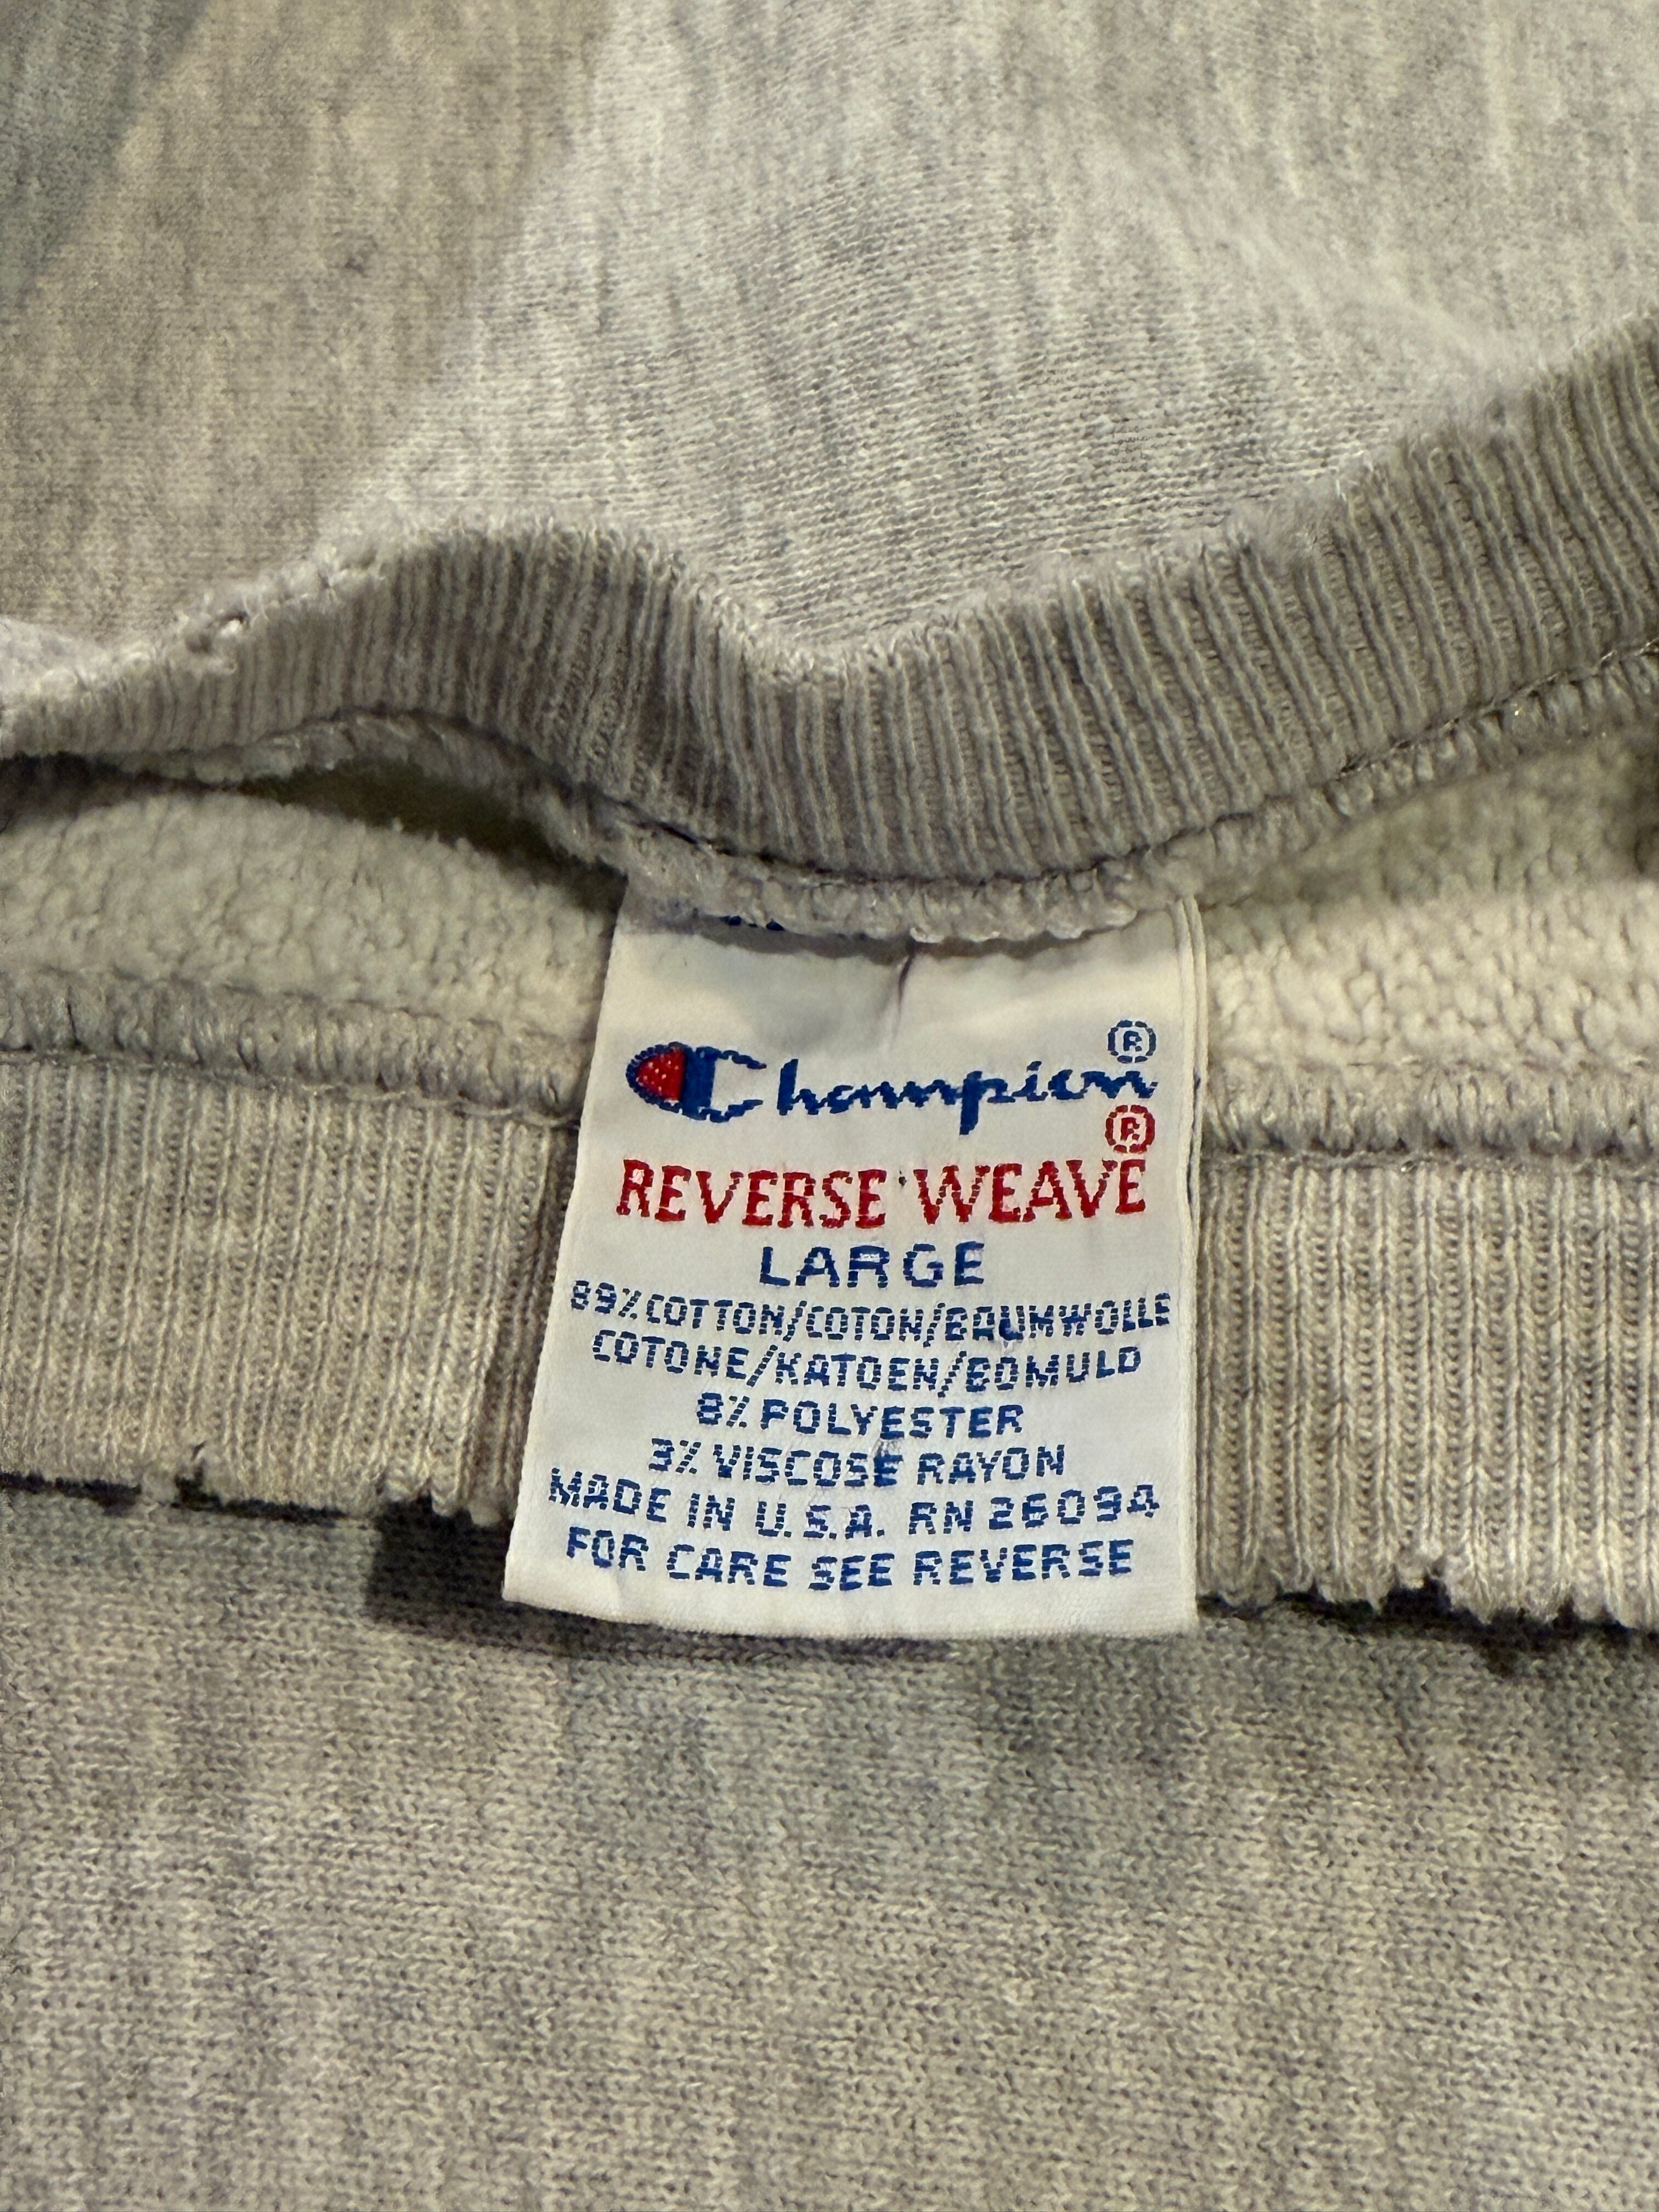 Champion®
REVERSE WEAVE®
LARGE
89% COTTON/COTON/BAUMWOLLE
COTONE/KATOEN/BOMULD
8% POLYESTER
3% VISCOSE RAYON
MADE IN U.S.A. RN 26094
FOR CARE SEE REVERSE